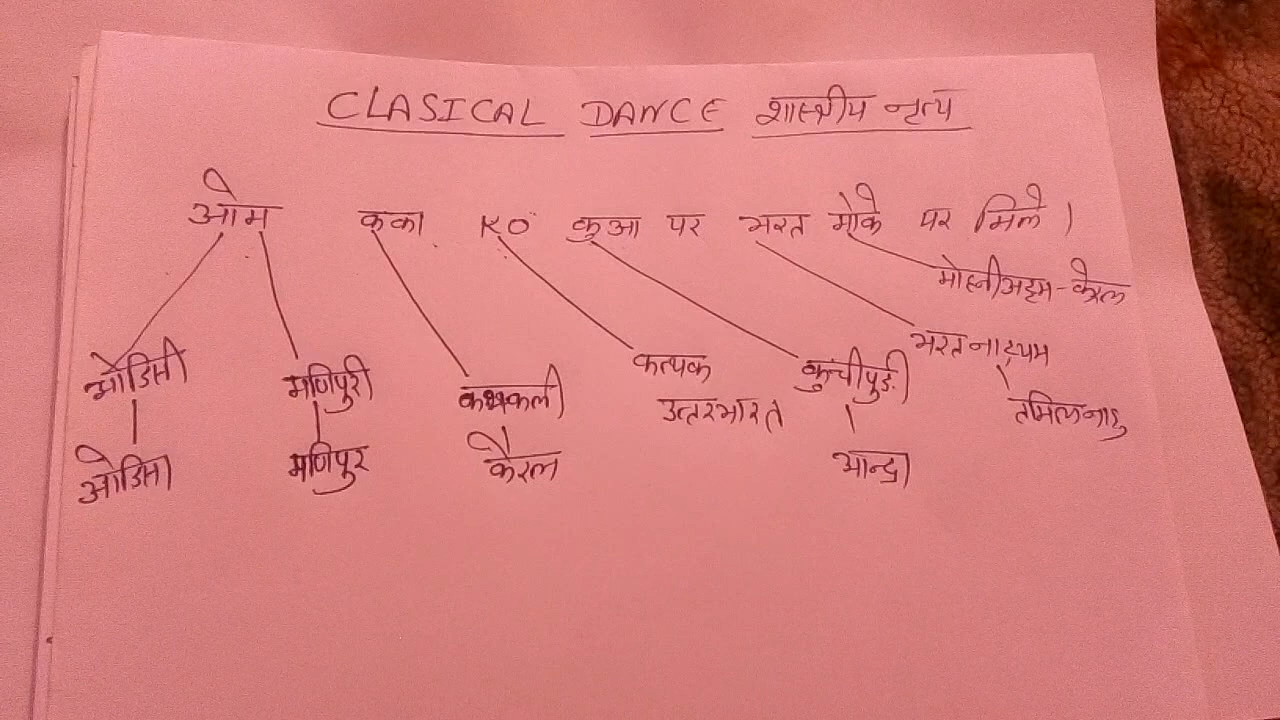 CLASICAL DANCE शास्त्रीय नृत्य
ओम कका KO कुआ पर भरत मौके पर मिले।
मोहनीअट्टम-केरल
भरतनाट्यम
ओडिसी मणिपुरी कथकली कत्थक कुचीपुड़ी
उत्तरभारत तमिलनाडु
ओडिसा मणिपुर कैरल आन्द्रा